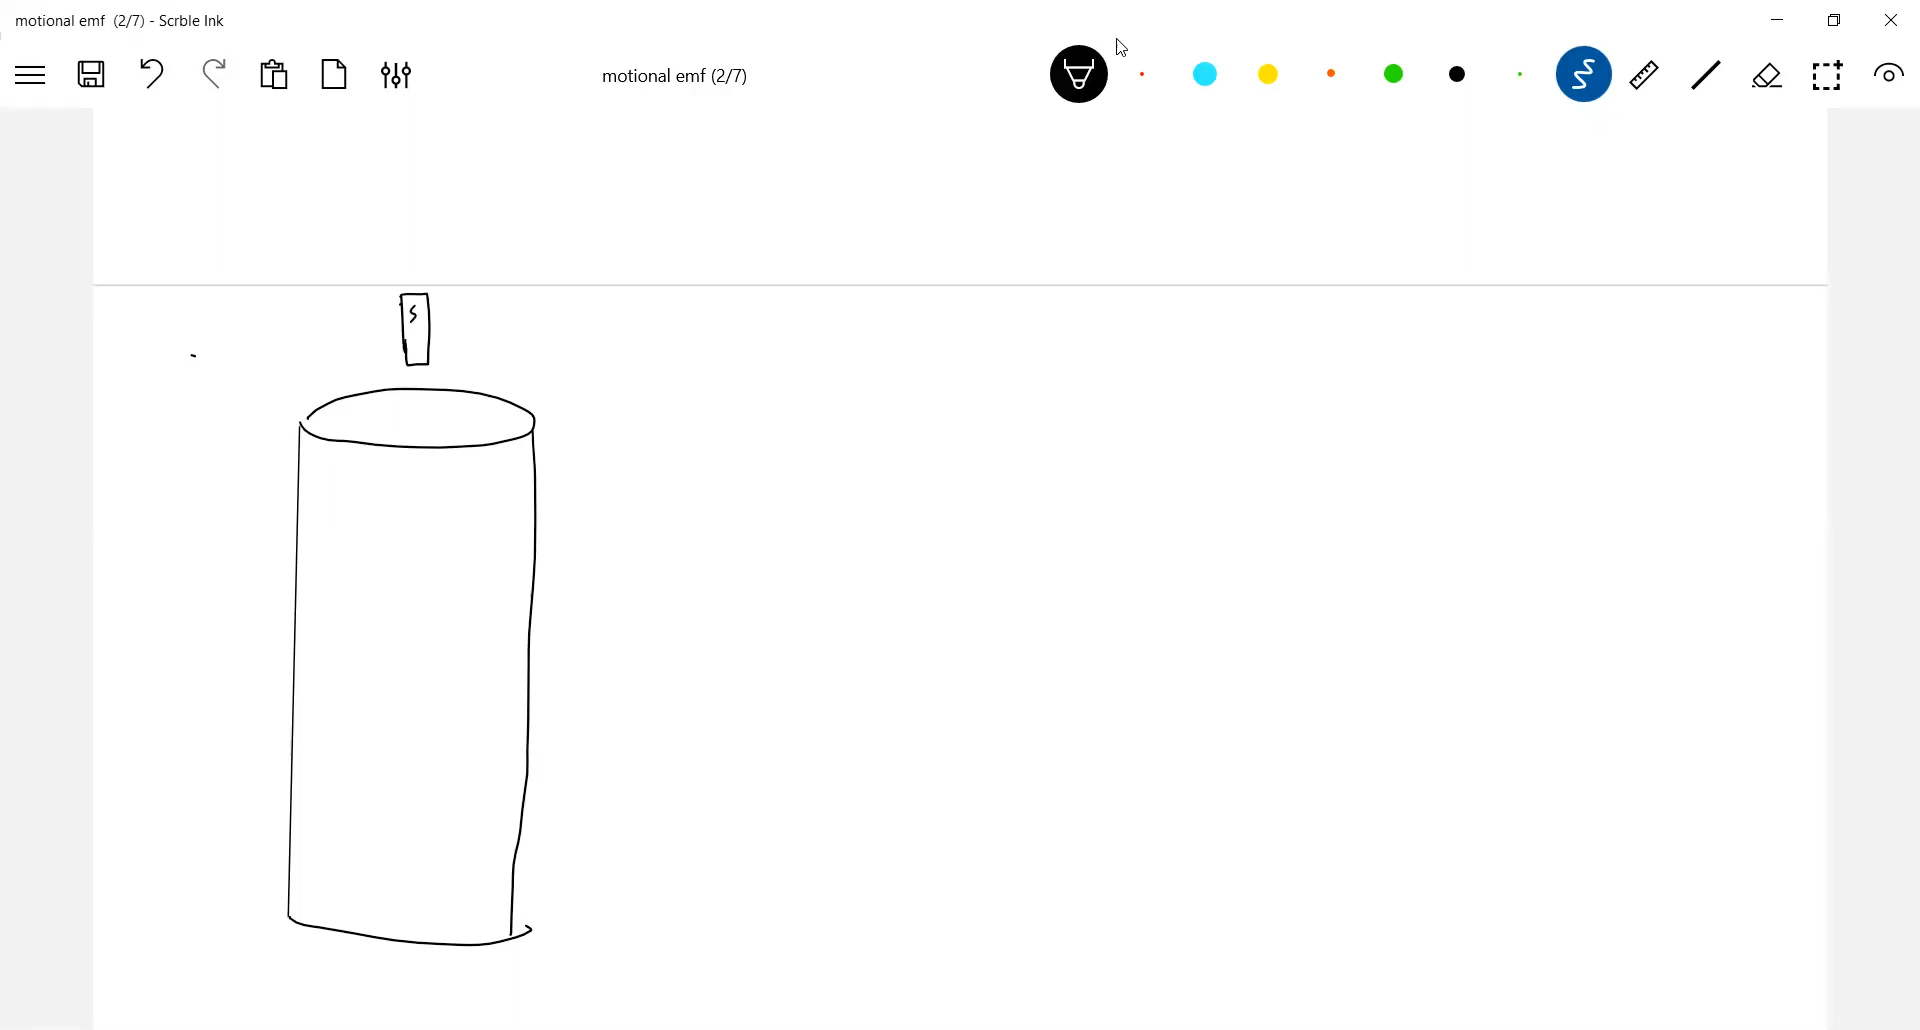 motional emf (2/7) - Scrble Ink
motional emf (2/7)
S